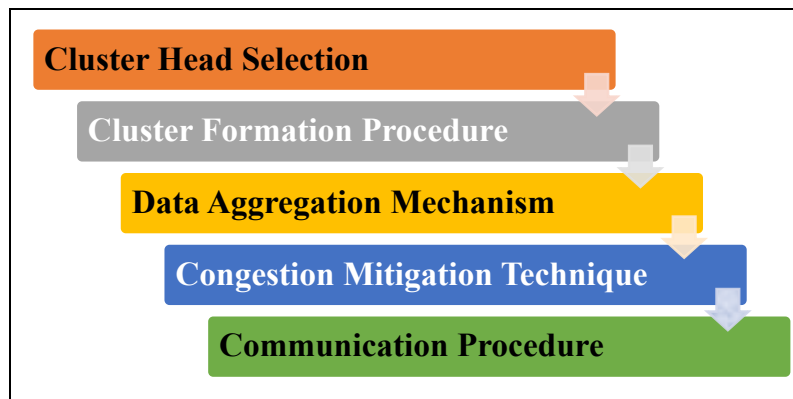 Cluster Head Selection
Cluster Formation Procedure
Data Aggregation Mechanism
Congestion Mitigation Technique
Communication Procedure